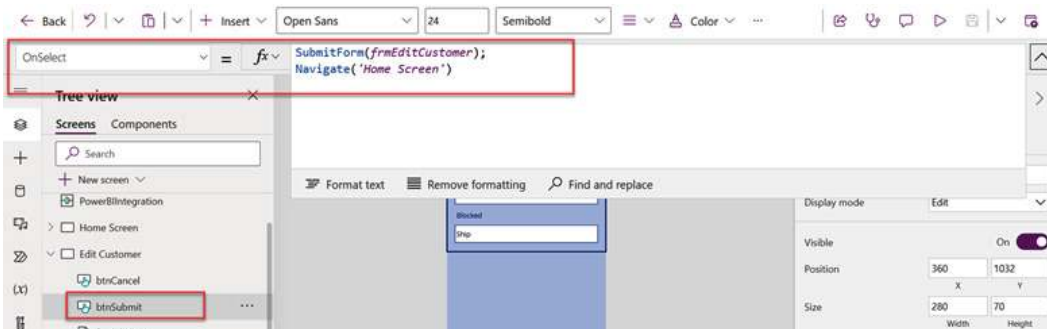 Back
Insert
Open Sans
24
Semibold
Color
OnSelect
=
fx
SubmitForm(frmEditCustomer);
Navigate('Home Screen')
Tree view
Screens Components
Search
New screen
Format text
Remove formatting
Find and replace
PowerBIIntegration
Home Screen
Edit Customer
btnCancel
btnSubmit
Blocked
Ship
Display mode
Edit
Visible
On
Position
360
1032
X
Y
Size
280
70
Width
Height